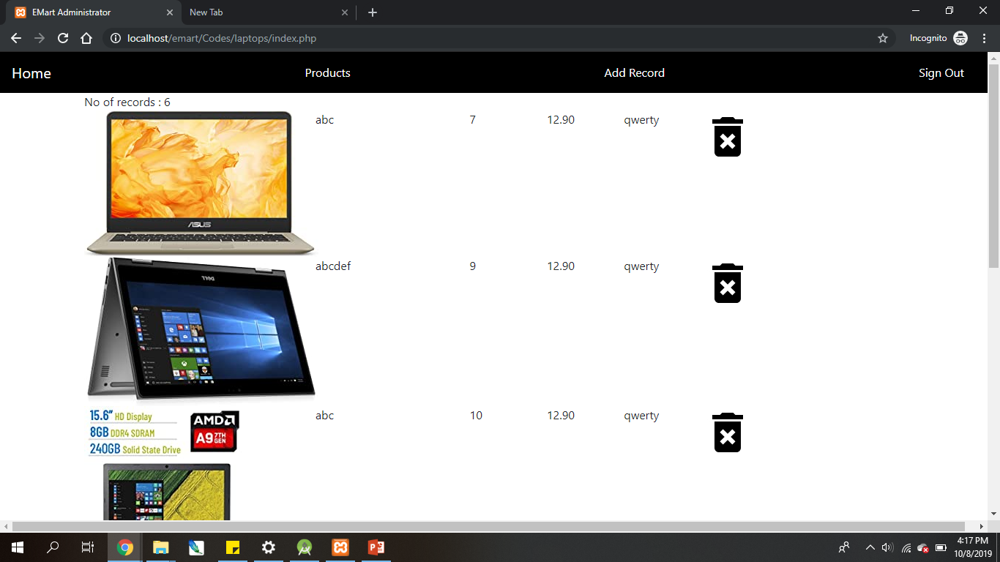 EMart Administrator
New Tab
localhost/emart/Codes/laptops/index.php
Incognito
Home
Products
Add Record
Sign Out
No of records : 6
abc
7
12.90
qwerty
ASUS
abcdef
9
12.90
qwerty
DELL
abc
10
12.90
qwerty
15.6” HD Display
8GB DDR4 SDRAM
240GB Solid State Drive
AMD
A9 7TH GEN
4:17 PM
10/8/2019